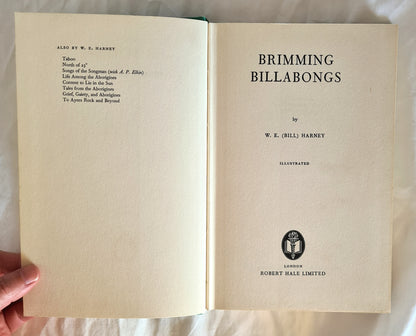 ALSO BY W. E. HARNEY
Taboo
North of 23°
Songs of the Songmen (with A. P. Elkin)
Life Among the Aborigines
Content to Lie in the Sun
Tales from the Aborigines
Grief, Gaiety, and Aborigines
To Ayers Rock and Beyond
BRIMMING
BILLABONGS
by
W. E. (BILL) HARNEY
ILLUSTRATED
LONDON
ROBERT HALE LIMITED